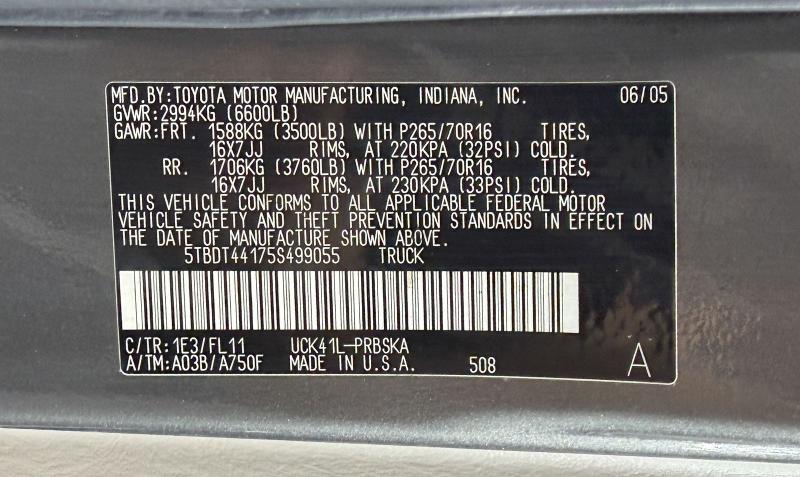 MFD.BY:TOYOTA MOTOR MANUFACTURING, INDIANA, INC. 06/05
GVWR:2994KG (6600LB)
GAWR:FRT. 1588KG (3500LB) WITH P265/70R16 TIRES,
16X7JJ RIMS, AT 220KPA (32PSI) COLD.
RR. 1706KG (3760LB) WITH P265/70R16 TIRES,
16X7JJ RIMS, AT 230KPA (33PSI) COLD.
THIS VEHICLE CONFORMS TO ALL APPLICABLE FEDERAL MOTOR
VEHICLE SAFETY AND THEFT PREVENTION STANDARDS IN EFFECT ON
THE DATE OF MANUFACTURE SHOWN ABOVE.
5TBDT44175S499055 TRUCK
C/TR:1E3/FL11 UCK41L-PRBSKA
A/TM:A03B/A750F MADE IN U.S.A. 508 A